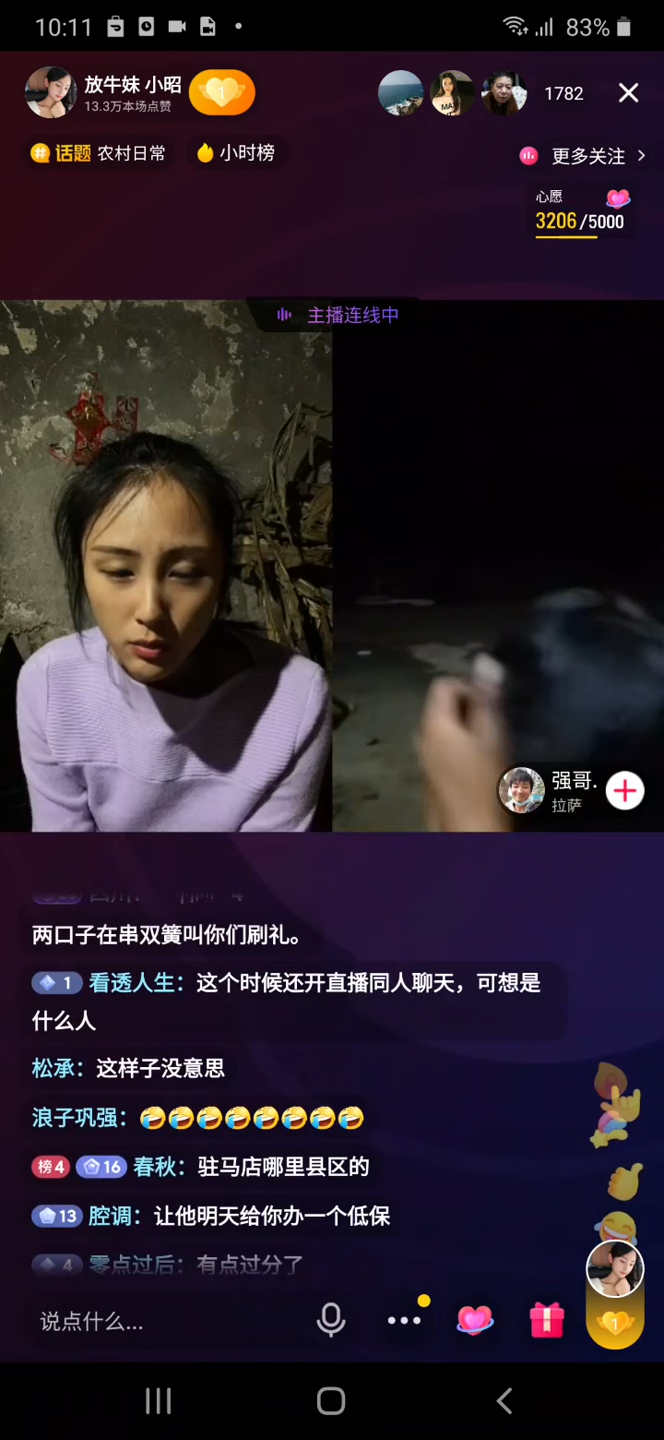 10:11 83%
放牛妹 小昭
13.3万本场点赞
1
1782
话题 农村日常 小时榜 更多关注
心愿
3206/5000
主播连线中
强哥.
拉萨
两口子在串双簧叫你们刷礼。
1 看透人生：这个时候还开直播同人聊天，可想是
什么人
松承：这样子没意思
浪子巩强：🤣🤣🤣🤣🤣🤣🤣🤣
榜4 16 春秋：驻马店哪里县区的
13 腔调：让他明天给你办一个低保
4 零点过后：有点过分了
说点什么...
1